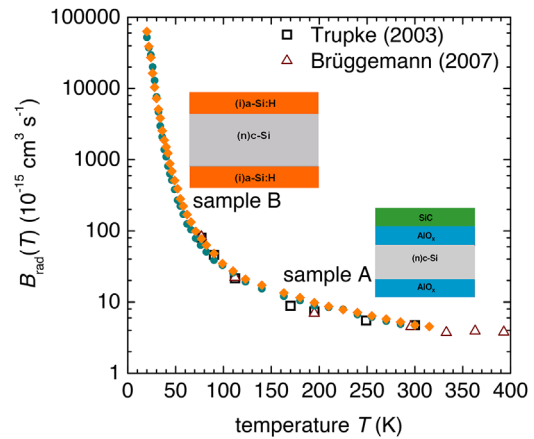 Trupke (2003)
Brüggemann (2007)
100000
10000
1000
100
10
1
B_rad(T) (10^-15 cm^3 s^-1)
(i)a-Si:H
(n)c-Si
(i)a-Si:H
sample B
sample A
SiC
AlO_x
(n)c-Si
AlO_x
0 50 100 150 200 250 300 350 400
temperature T (K)